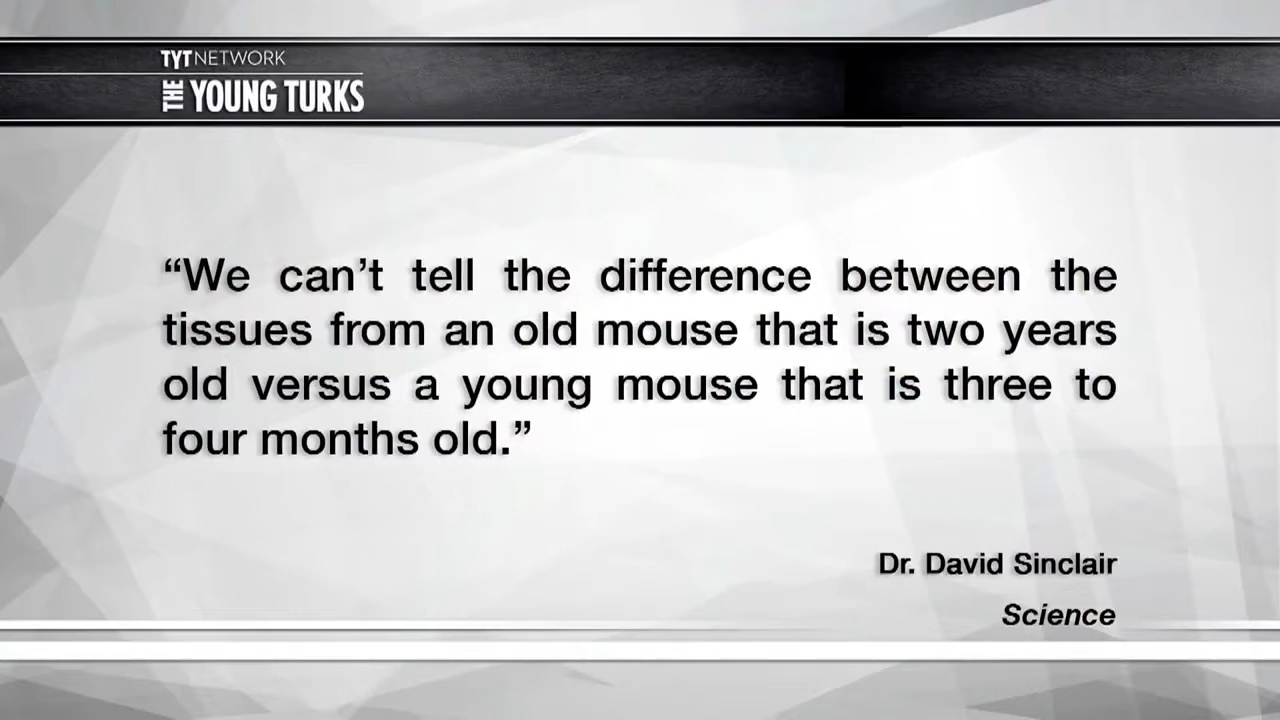 TYTNETWORK
THE YOUNG TURKS
“We can’t tell the difference between the
tissues from an old mouse that is two years
old versus a young mouse that is three to
four months old.”
Dr. David Sinclair
Science